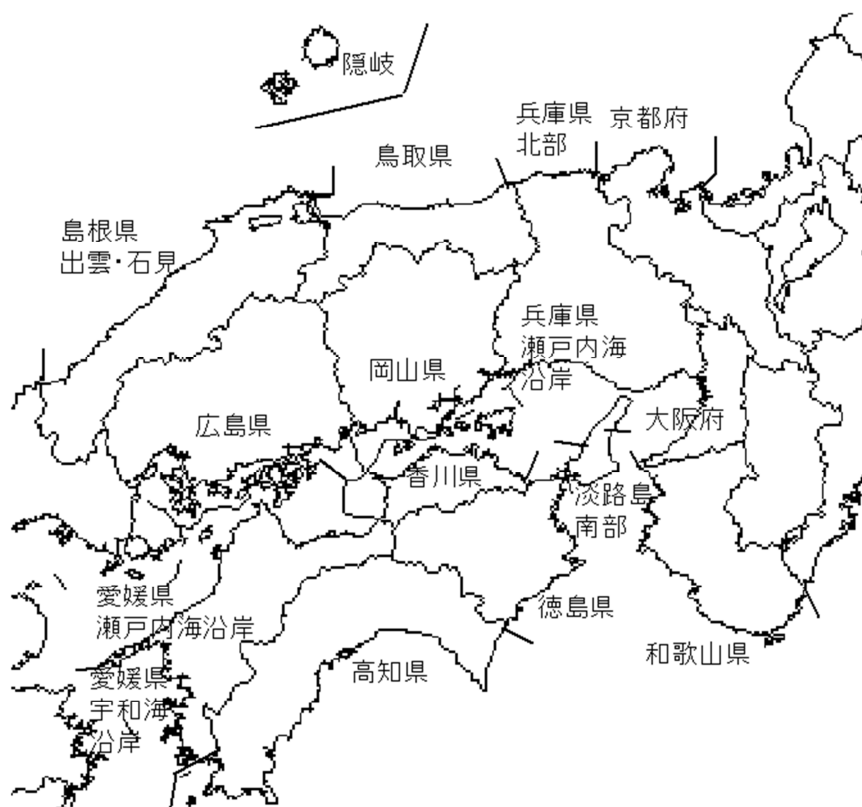 隠岐
兵庫県
北部
京都府
鳥取県
島根県
出雲・石見
兵庫県
瀬戸内海
沿岸
岡山県
広島県
大阪府
香川県
淡路島
南部
愛媛県
瀬戸内海沿岸
徳島県
和歌山県
高知県
愛媛県
宇和海
沿岸